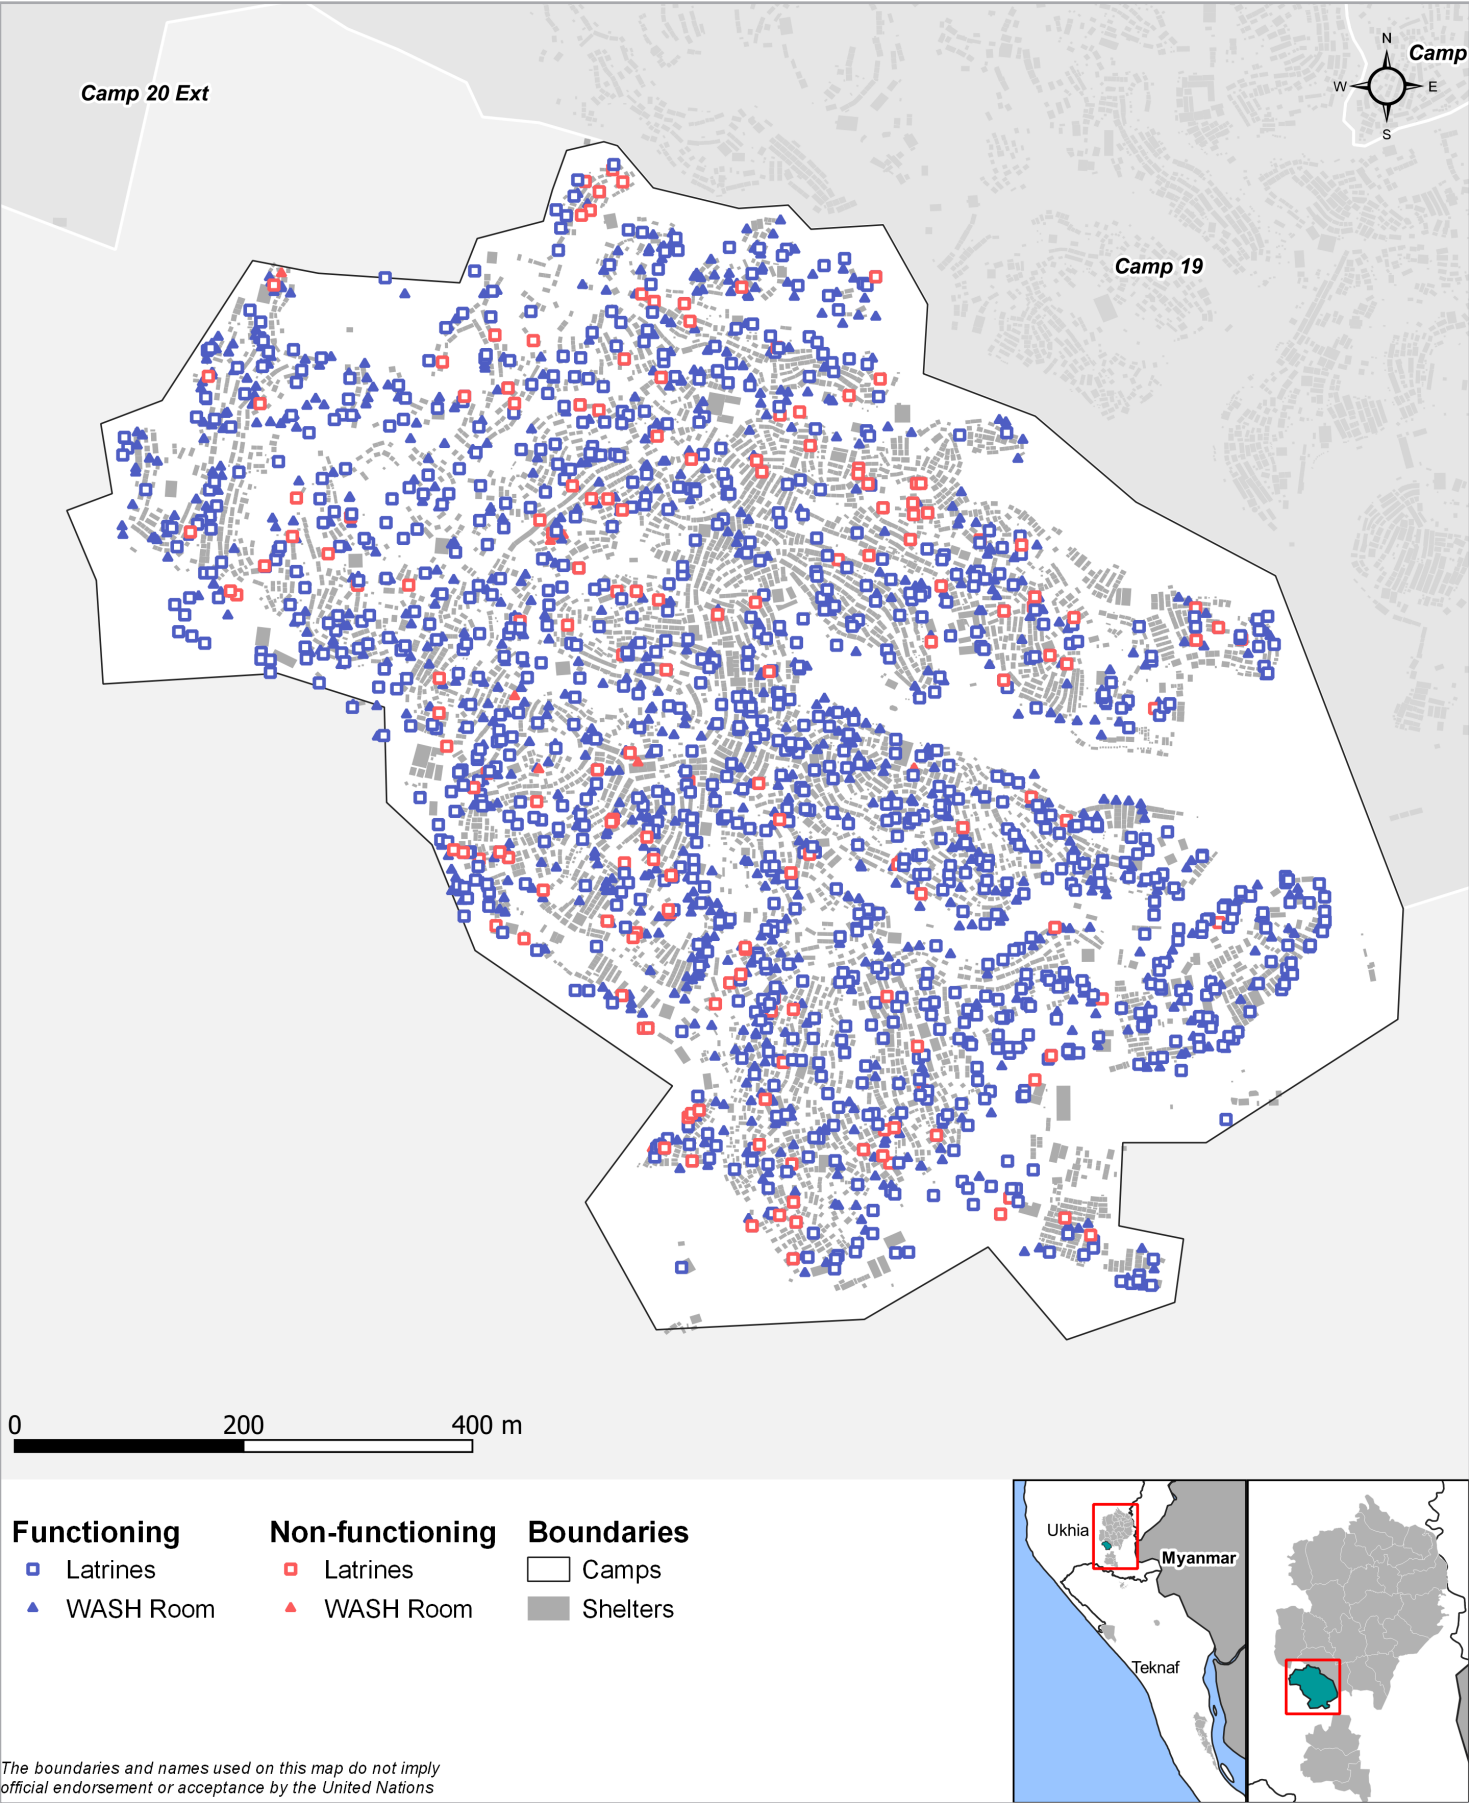 Camp 20 Ext
Camp
N
W
E
S
Camp 19
0
200
400 m
Functioning
Latrines
WASH Room
Non-functioning
Latrines
WASH Room
Boundaries
Camps
Shelters
Ukhia
Myanmar
Teknaf
The boundaries and names used on this map do not imply
official endorsement or acceptance by the United Nations